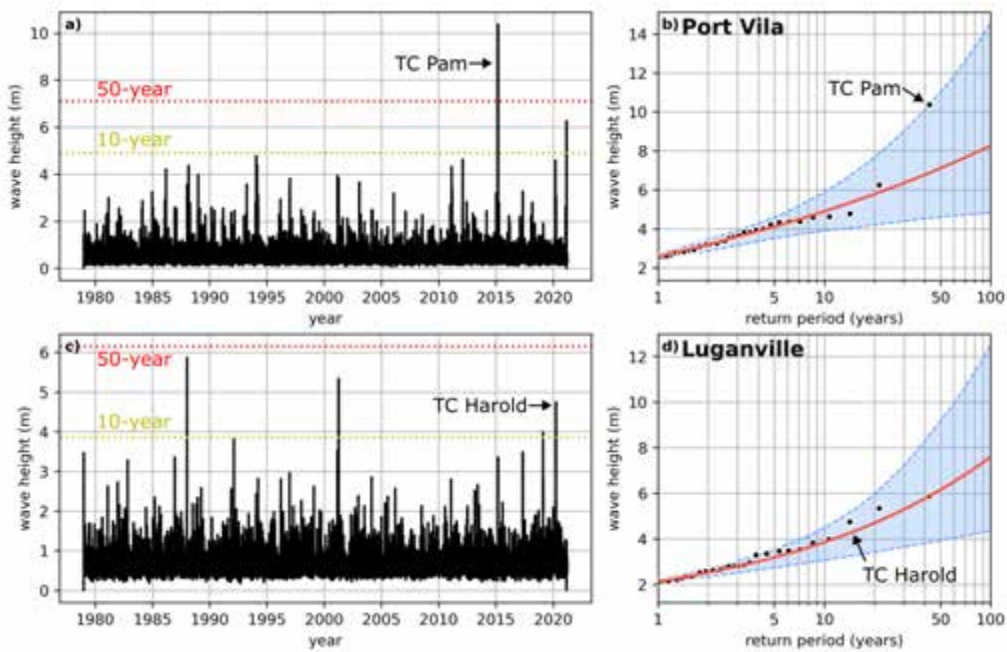 a)
10
8
6
4
2
0
wave height (m)
50-year
10-year
TC Pam
1980 1985 1990 1995 2000 2005 2010 2015 2020
year
b) Port Vila
14
12
10
8
6
4
2
wave height (m)
TC Pam
1 5 10 50 100
return period (years)
c)
6
5
4
3
2
1
0
wave height (m)
50-year
10-year
TC Harold
1980 1985 1990 1995 2000 2005 2010 2015 2020
year
d) Luganville
12
10
8
6
4
2
wave height (m)
TC Harold
1 5 10 50 100
return period (years)